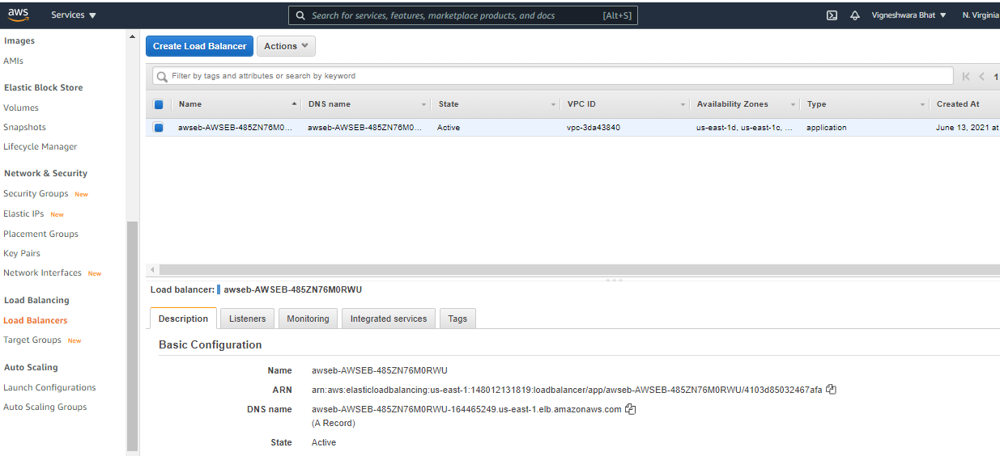 aws Services Search for services, features, marketplace products, and docs [Alt+S] Vigneshwara Bhat N. Virginia
Images
AMIs
Elastic Block Store
Volumes
Snapshots
Lifecycle Manager
Network & Security
Security Groups New
Elastic IPs New
Placement Groups
Key Pairs
Network Interfaces New
Load Balancing
Load Balancers
Target Groups New
Auto Scaling
Launch Configurations
Auto Scaling Groups
Create Load Balancer Actions
Filter by tags and attributes or search by keyword 1
Name DNS name State VPC ID Availability Zones Type Created At
awseb-AWSEB-485ZN76M0... awseb-AWSEB-485ZN76M0... Active vpc-3da43840 us-east-1d, us-east-1c, ... application June 13, 2021 at
Load balancer: awseb-AWSEB-485ZN76M0RWU
Description Listeners Monitoring Integrated services Tags
Basic Configuration
Name awseb-AWSEB-485ZN76M0RWU
ARN arn:aws:elasticloadbalancing:us-east-1:148012131819:loadbalancer/app/awseb-AWSEB-485ZN76M0RWU/4103d85032467afa
DNS name awseb-AWSEB-485ZN76M0RWU-164465249.us-east-1.elb.amazonaws.com
(A Record)
State Active